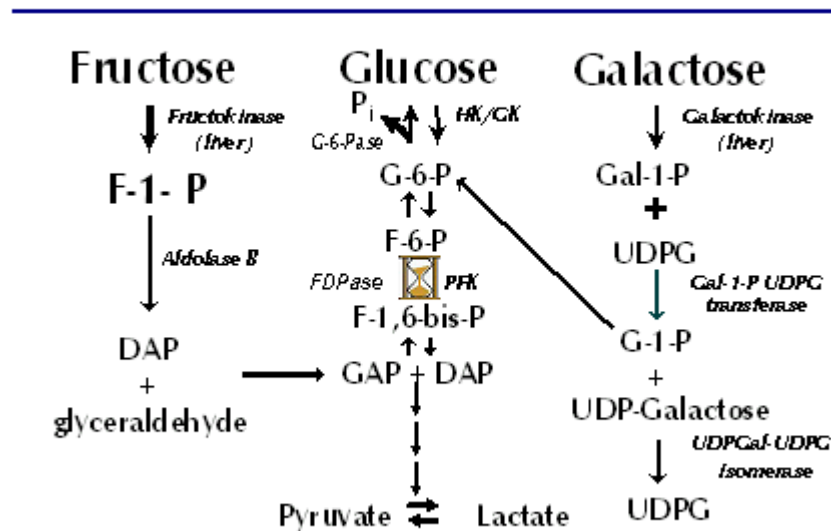 Fructose
Glucose
Galactose
Fructokinase
(liver)
Pi
HK/GK
G-6-Pase
Galactokinase
(liver)
F-1- P
G-6-P
Gal-1-P
+
Aldolase B
F-6-P
UDPG
FDPase
PFK
Gal-1-P UDPG
transferase
F-1,6-bis-P
G-1-P
DAP
+
glyceraldehyde
GAP + DAP
+
UDP-Galactose
UDPGal-UDPG
Isomerase
Pyruvate
Lactate
UDPG